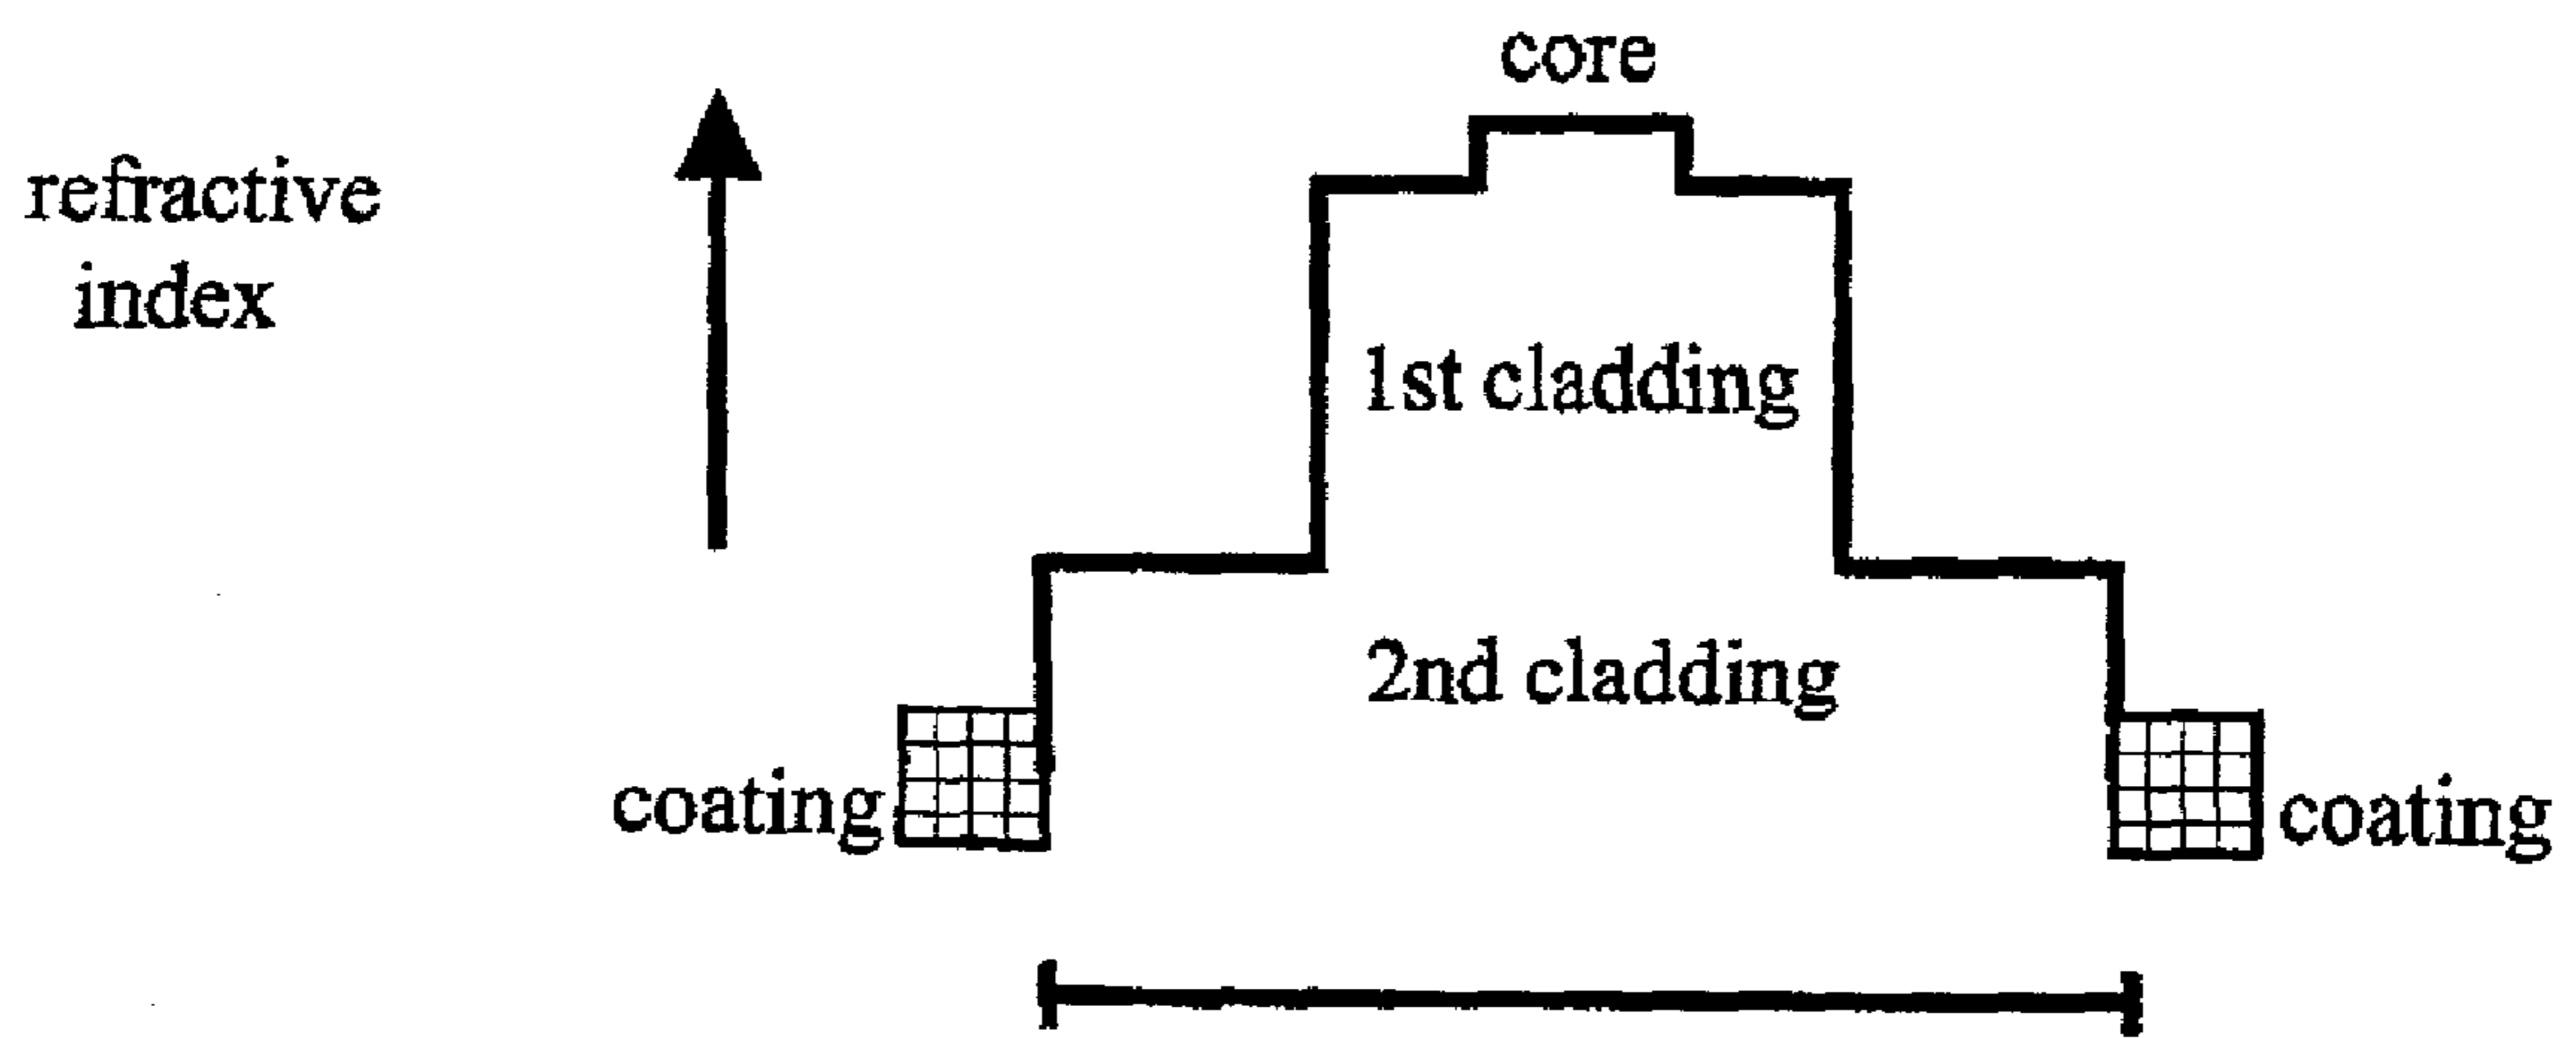 core
refractive
index
1st cladding
2nd cladding
coating
coating